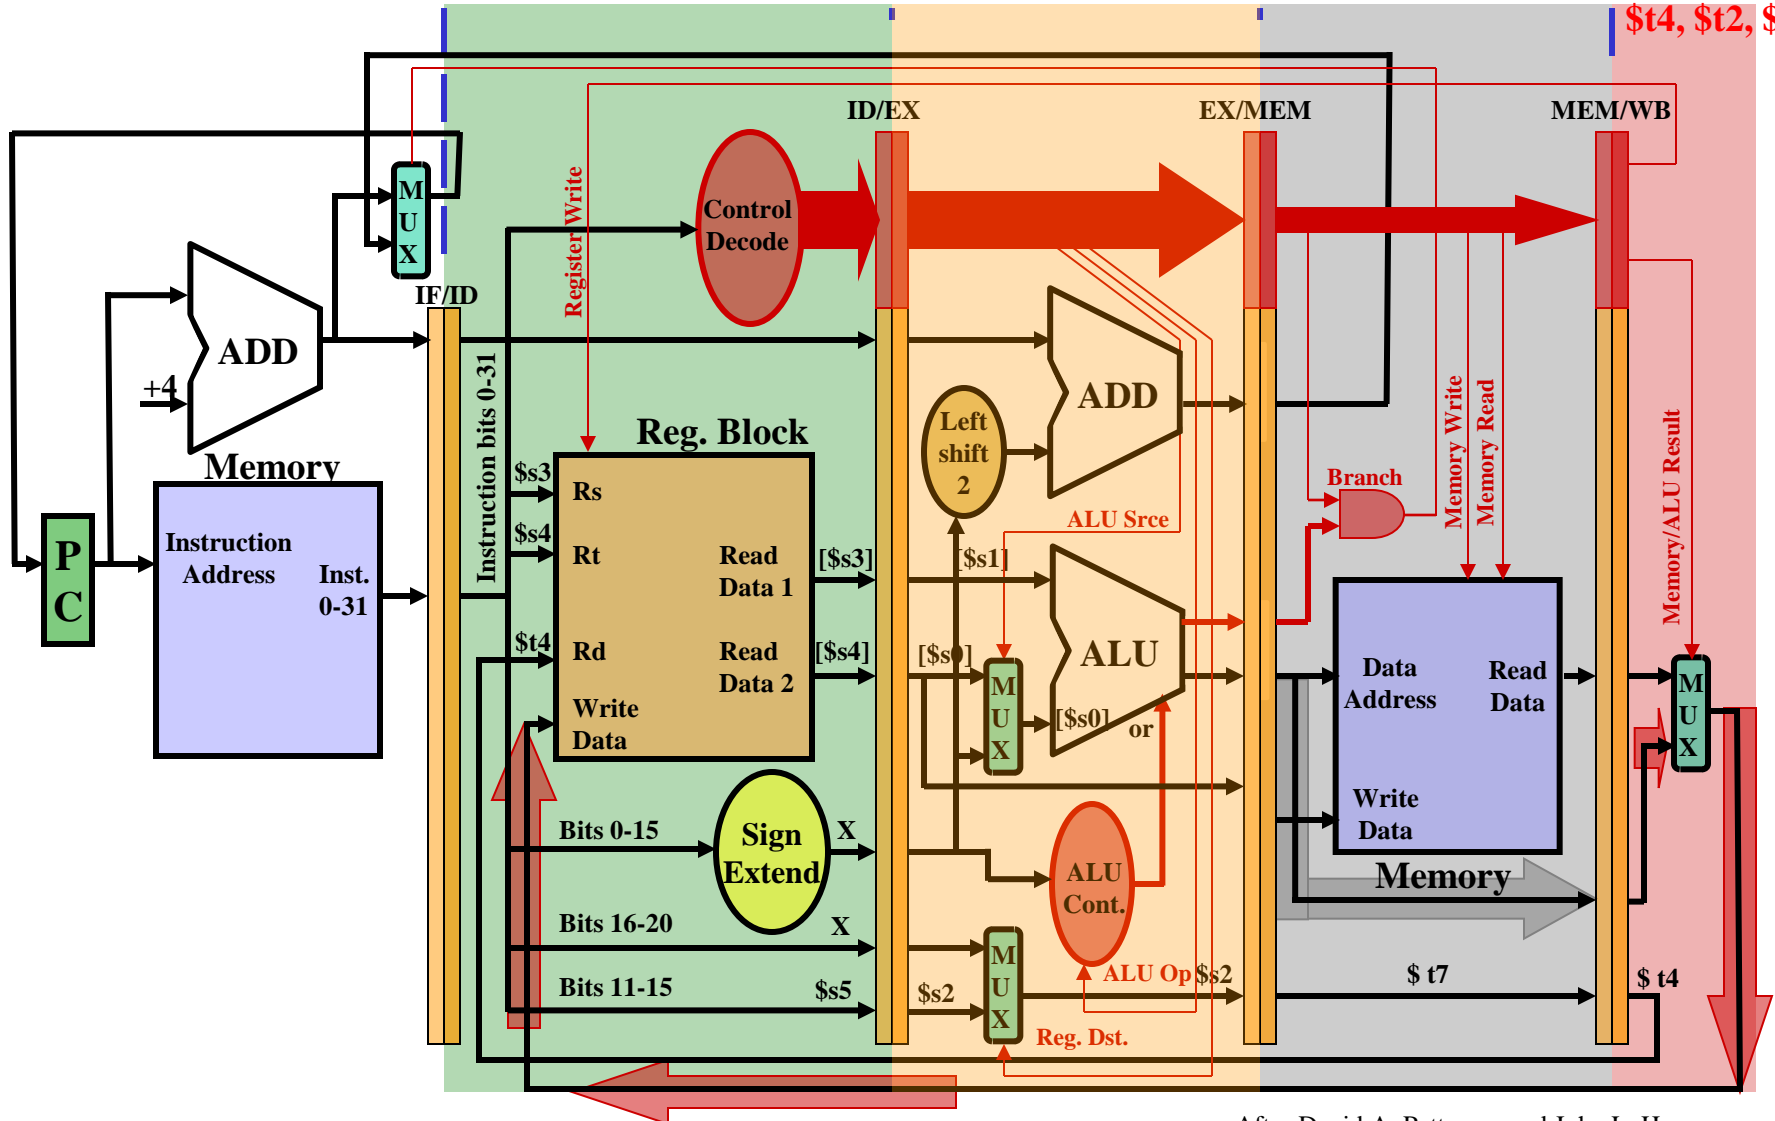 $t4, $t2, $
ID/EX
EX/MEM
MEM/WB
M
U
X
Control
Decode
Register Write
IF/ID
ADD
+4
Memory
Instruction bits 0-31
Reg. Block
Left
shift
2
ADD
Branch
Memory Write
Memory Read
Memory/ALU Result
P
C
Instruction
Address
Inst.
0-31
$s3
Rs
$s4
Rt
Read
Data 1
[$s3]
[$s1]
ALU Srce
$t4
Rd
Read
Data 2
[$s4]
[$s0]
M
U
X
ALU
[$s0]
or
Write
Data
Data
Address
Read
Data
Write
Data
Memory
M
U
X
Bits 0-15
Sign
Extend
X
ALU
Cont.
Bits 16-20
X
Bits 11-15
$s5
$s2
M
U
X
ALU Op
$s2
Reg. Dst.
$ t7
$ t4